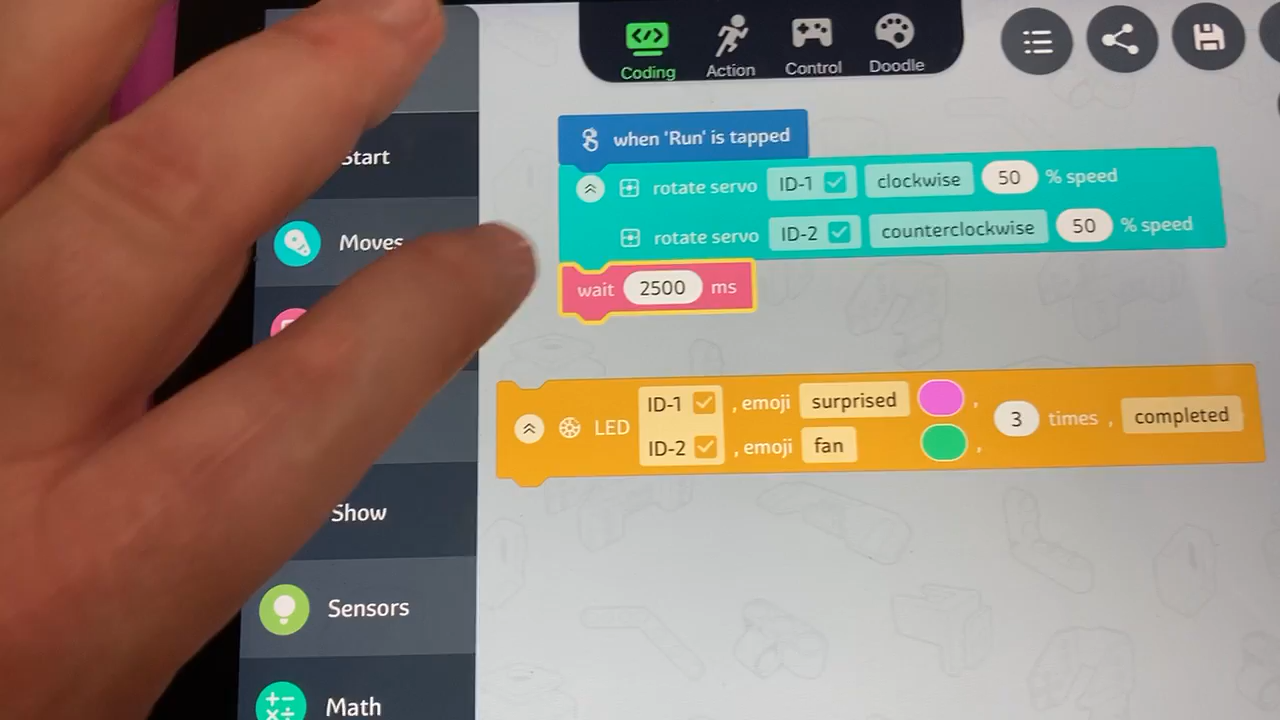 Coding
Action
Control
Doodle
Start
Moves
Show
Sensors
Math
when 'Run' is tapped
rotate servo ID-1 clockwise 50 % speed
rotate servo ID-2 counterclockwise 50 % speed
wait 2500 ms
LED
ID-1 , emoji surprised ,
ID-2 , emoji fan ,
3 times , completed